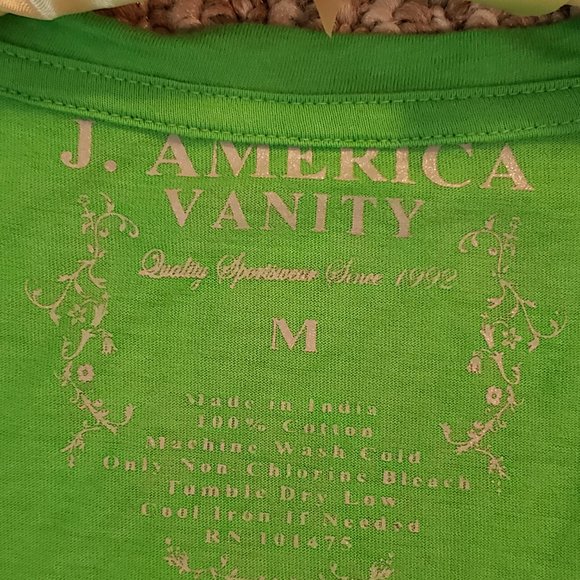 J. AMERICA
VANITY
Quality Sportswear Since 1992
M
Made in India
100% Cotton
Machine Wash Cold
Only Non Chlorine Bleach
Tumble Dry Low
Cool Iron if Needed
RN 101475